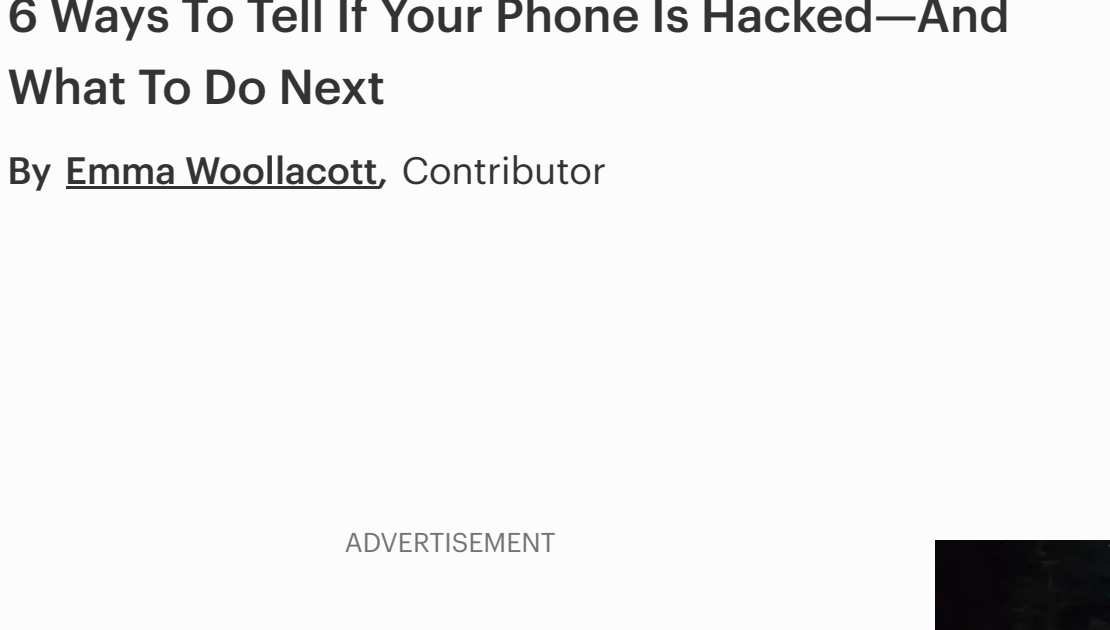 6 Ways To Tell If Your Phone Is Hacked—And
What To Do Next
By Emma Woollacott, Contributor
ADVERTISEMENT